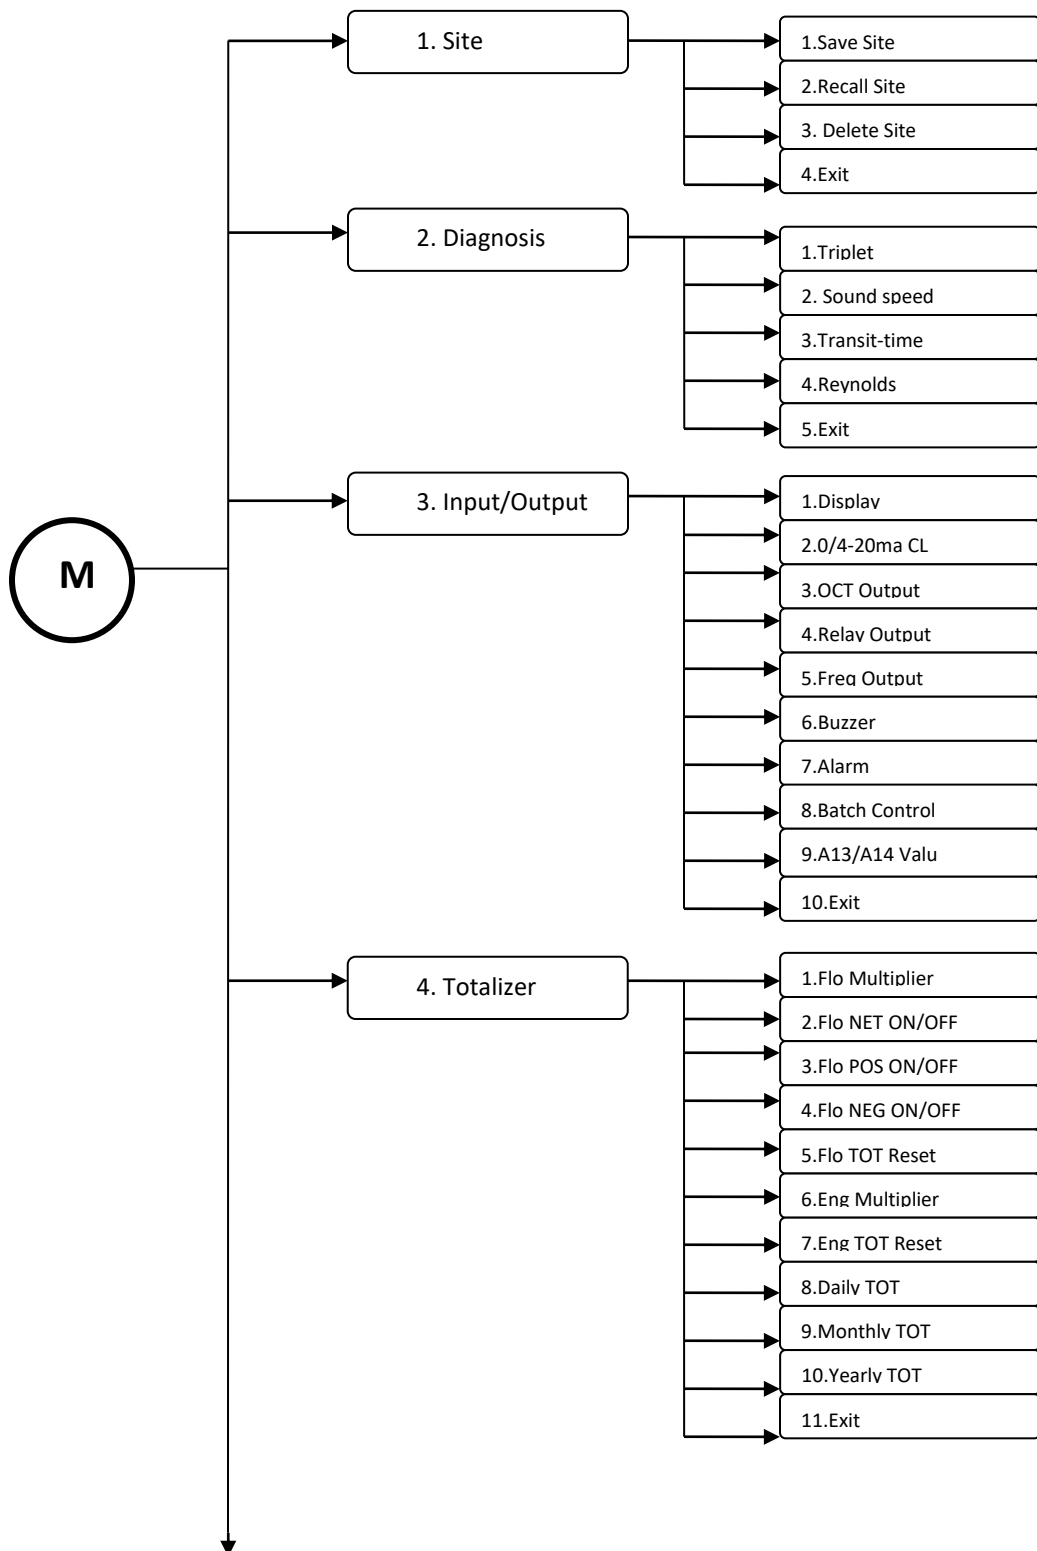 1. Site
1.Save Site
2.Recall Site
3. Delete Site
4.Exit
2. Diagnosis
1.Triplet
2. Sound speed
3.Transit-time
4.Reynolds
5.Exit
3. Input/Output
1.Display
2.0/4-20ma CL
3.OCT Output
4.Relay Output
5.Freq Output
6.Buzzer
7.Alarm
8.Batch Control
9.A13/A14 Valu
10.Exit
M
4. Totalizer
1.Flo Multiplier
2.Flo NET ON/OFF
3.Flo POS ON/OFF
4.Flo NEG ON/OFF
5.Flo TOT Reset
6.Eng Multiplier
7.Eng TOT Reset
8.Daily TOT
9.Monthly TOT
10.Yearly TOT
11.Exit